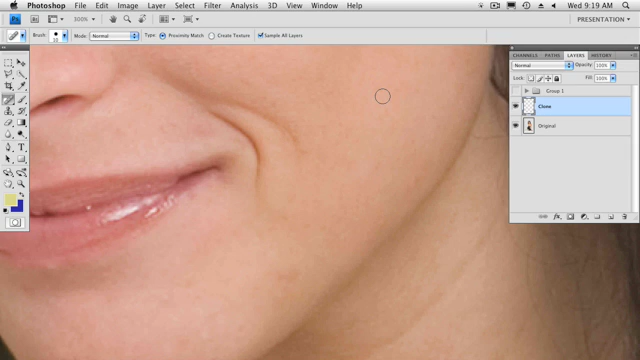 Photoshop File Edit Image Layer Select Filter Analysis 3D View Window Help Wed 9:19 AM
Ps 300% PRESENTATION
Brush: Mode: Normal Type: Proximity Match Create Texture Sample All Layers
CHANNELS PATHS LAYERS HISTORY
Normal Opacity: 100%
Lock: Fill: 100%
Group 1
Clone
Original
fx